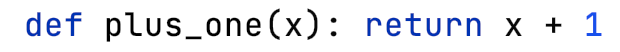 def plus_one(x): return x + 1